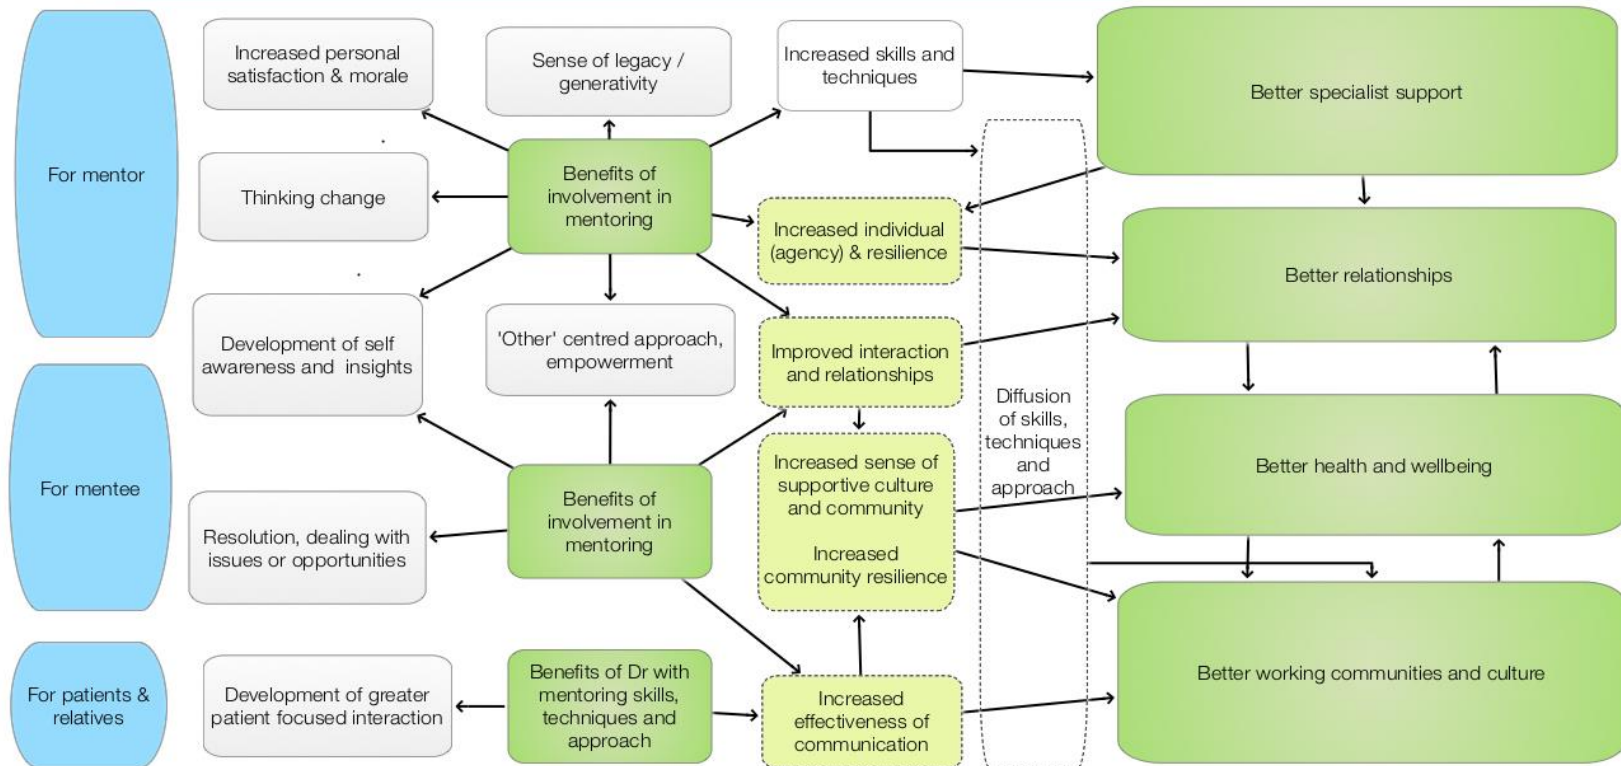 For mentor
Increased personal
satisfaction & morale
Sense of legacy /
generativity
Increased skills and
techniques
Better specialist support
Thinking change
Benefits of
involvement in
mentoring
Increased individual
(agency) & resilience
Better relationships
Development of self
awareness and  insights
'Other' centred approach,
empowerment
Improved interaction
and relationships
Diffusion
of skills,
techniques
and
approach
For mentee
Benefits of
involvement in
mentoring
Increased sense of
supportive culture
and community
Increased
community resilience
Better health and wellbeing
Resolution, dealing with
issues or opportunities
For patients &
relatives
Development of greater
patient focused interaction
Benefits of Dr with
mentoring skills,
techniques and
approach
Increased
effectiveness of
communication
Better working communities and culture